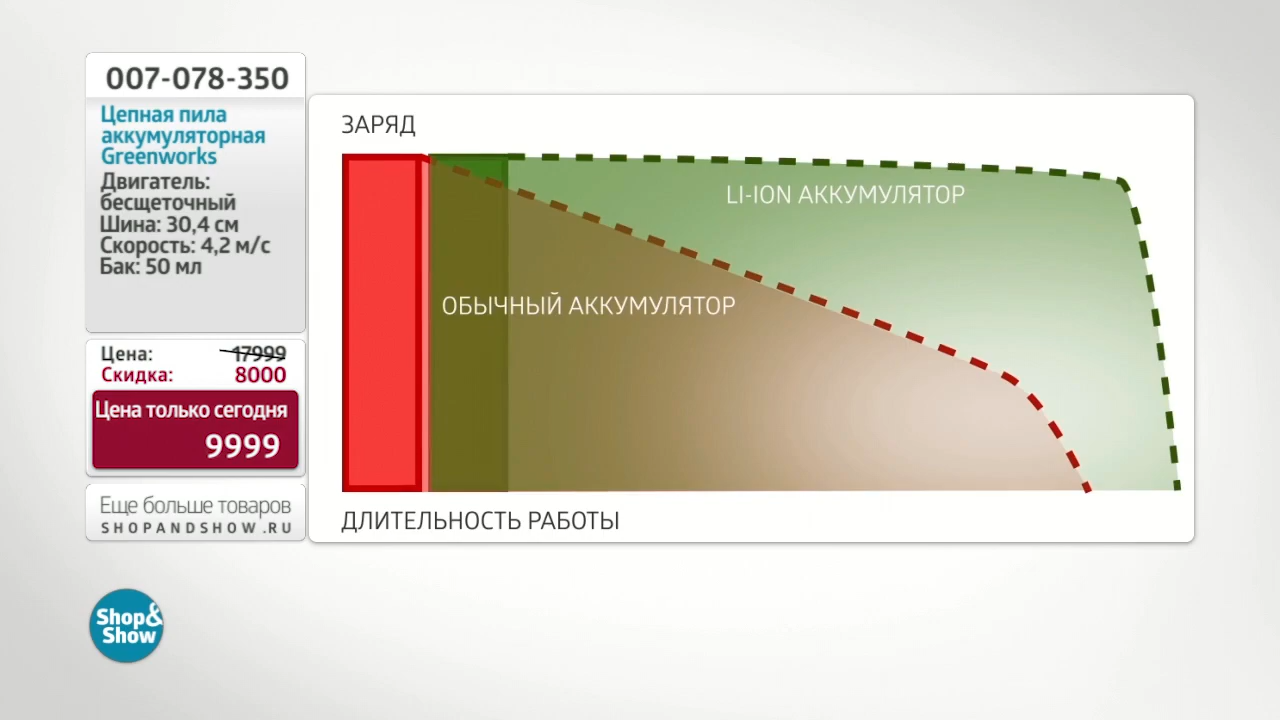 007-078-350
Цепная пила
аккумуляторная
Greenworks
Двигатель:
бесщеточный
Шина: 30,4 см
Скорость: 4,2 м/с
Бак: 50 мл
Цена: 17999
Скидка: 8000
Цена только сегодня
9999
Еще больше товаров
SHOPANDSHOW.RU
Shop&
Show
ЗАРЯД
LI-ION АККУМУЛЯТОР
ОБЫЧНЫЙ АККУМУЛЯТОР
ДЛИТЕЛЬНОСТЬ РАБОТЫ